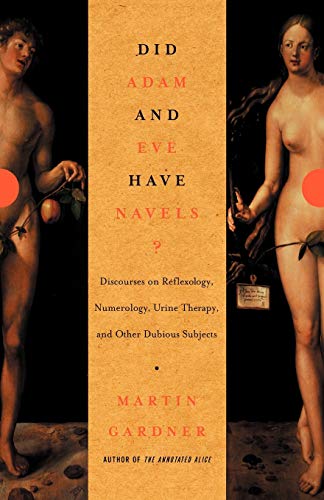 DID
ADAM
AND
EVE
HAVE
NAVELS
?
Discourses on Reflexology,
Numerology, Urine Therapy,
and Other Dubious Subjects
MARTIN
GARDNER
AUTHOR OF THE ANNOTATED ALICE